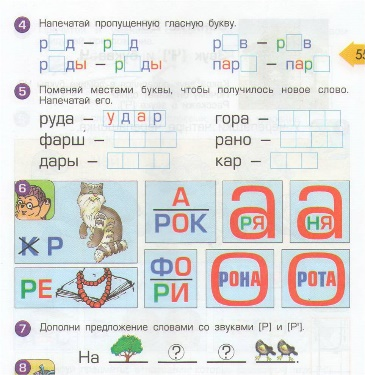 4 Напечатай пропущенную гласную букву.
р□д – р□д р□в – р□в
р□ды – р□ды пар□ – пар□
55
5 Поменяй местами буквы, чтобы получилось новое слово.
Напечатай его.
руда – удар гора –
фарш – рано –
дары – кар –
6
К Р
А
РОК
а
РЯ
а
НЯ
РЕ
ФО
РИ
О
РОНА
О
РОТА
7 Дополни предложение словами со звуками [Р] и [Р'].
На ? ?
8